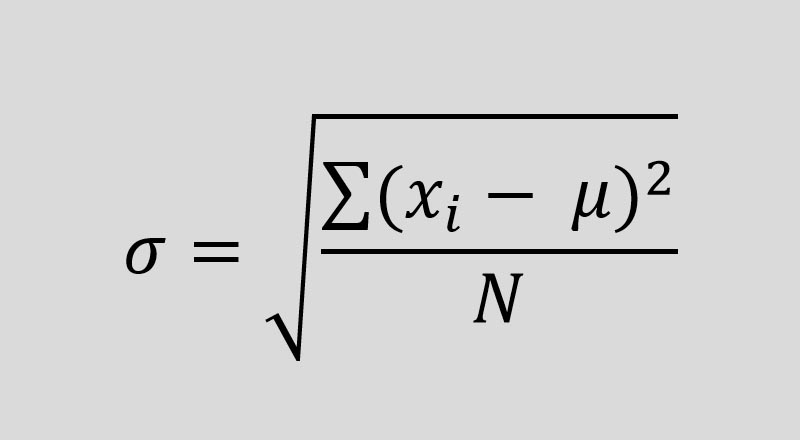 σ = √(∑(xᵢ − μ)² / N)